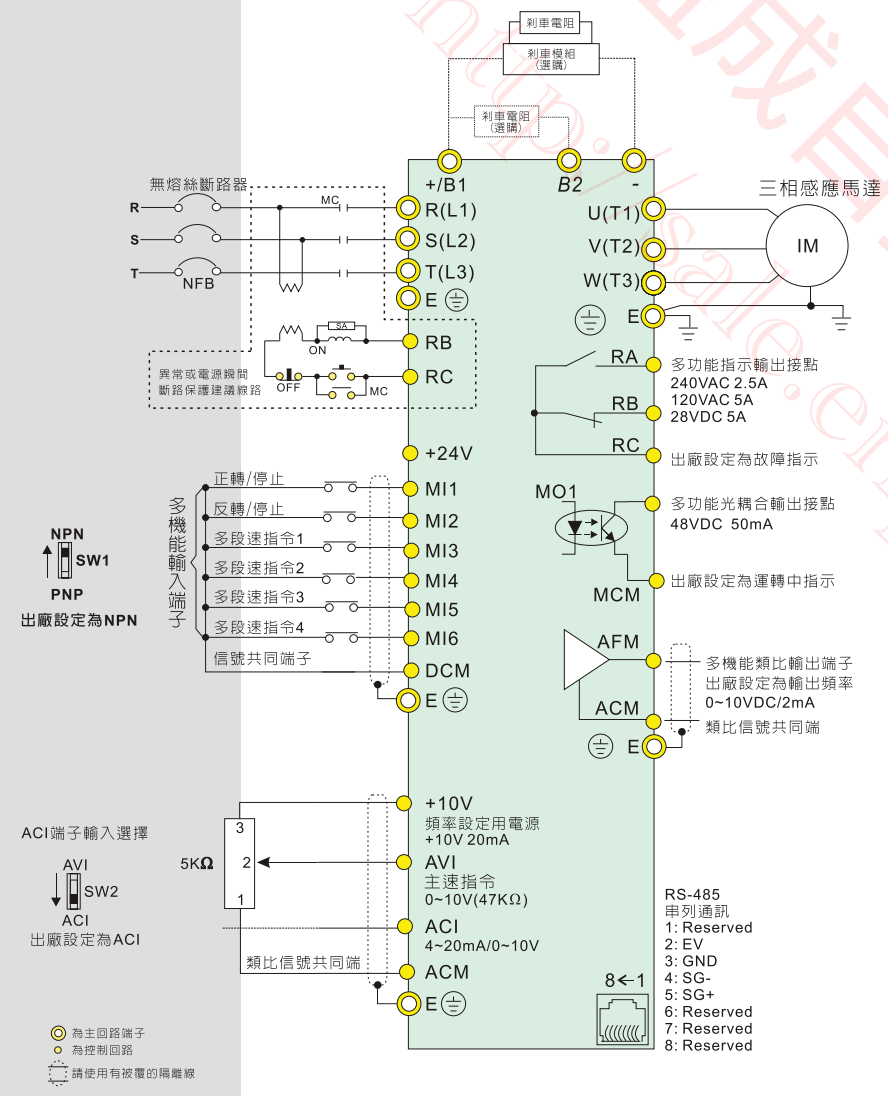 剎車電阻
剎車模組
(選購)
剎車電阻
(選購)
+/B1
B2
-
無熔絲斷路器
三相感應馬達
R
S
T
NFB
MC
R(L1)
S(L2)
T(L3)
E
U(T1)
V(T2)
W(T3)
E
IM
SA
ON
OFF
MC
異常或電源瞬間
斷路保護建議線路
RB
RC
RA
RB
RC
多功能指示輸出接點
240VAC 2.5A
120VAC 5A
28VDC 5A
出廠設定為故障指示
+24V
正轉/停止
MI1
反轉/停止
MI2
多段速指令1
MI3
多段速指令2
MI4
多段速指令3
MI5
多段速指令4
MI6
信號共同端子
DCM
E
多機能輸入端子
NPN
SW1
PNP
出廠設定為NPN
MO1
多功能光耦合輸出接點
48VDC 50mA
MCM
出廠設定為運轉中指示
AFM
多機能類比輸出端子
出廠設定為輸出頻率
0~10VDC/2mA
ACM
類比信號共同端
E
+10V
頻率設定用電源
+10V 20mA
3
5KΩ
2
1
AVI
主速指令
0~10V(47KΩ)
ACI
4~20mA/0~10V
類比信號共同端
ACM
E
ACI端子輸入選擇
AVI
SW2
ACI
出廠設定為ACI
RS-485
串列通訊
1: Reserved
2: EV
3: GND
4: SG-
5: SG+
6: Reserved
7: Reserved
8: Reserved
8←1
為主回路端子
為控制回路
請使用有被覆的隔離線